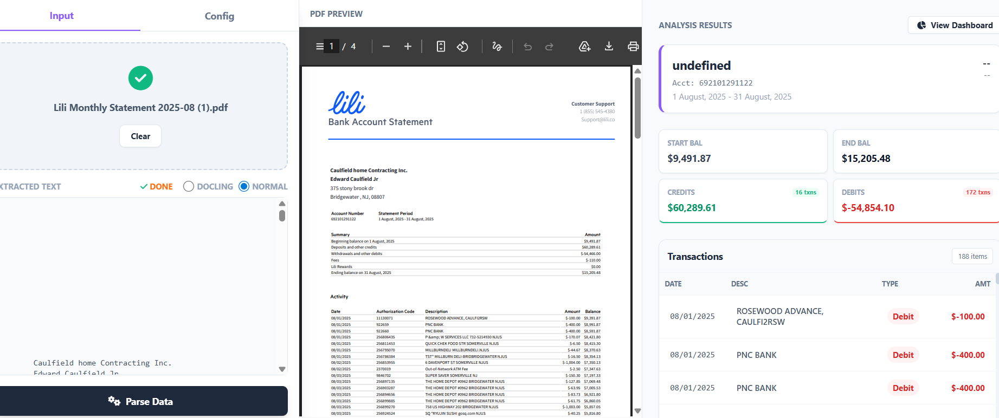 Input
Config
Lili Monthly Statement 2025-08 (1).pdf
Clear
XTRACTED TEXT
DONE
DOCLING
NORMAL
Caulfield home Contracting Inc.
Edward Caulfield Jr
Parse Data
PDF PREVIEW
1 / 4
lili
Bank Account Statement
Customer Support
1 (855) 545-4380
Support@lili.co
Caulfield home Contracting Inc.
Edward Caulfield Jr
375 stony brook dr
Bridgewater , NJ, 08807
Account Number Statement Period
692101291122 1 August, 2025 - 31 August, 2025
Summary Amount
Beginning balance on 1 August, 2025 $9,491.87
Deposits and other credits $60,289.61
Withdrawals and other debits $-54,466.00
Fees $-110.00
Lili Rewards $0.00
Ending balance on 31 August, 2025 $15,205.48
Activity
Date Authorization Code Description Amount Balance
08/01/2025 11130071 ROSEWOOD ADVANCE, CAULFI2RSW $-100.00 $9,391.87
08/01/2025 922659 PNC BANK $-400.00 $8,991.87
08/01/2025 922660 PNC BANK $-400.00 $8,591.87
08/01/2025 256806435 P &amp; W SERVICES LLC 732-5214930 NJUS $-170.07 $8,421.80
08/01/2025 256811453 QUICK CHEK FOOD STR SOMERVILLE NJUS $-6.50 $8,415.30
08/01/2025 256795070 MILLBURNDELI MILLBURNDELI.NJUS $-44.67 $8,370.63
08/01/2025 256786384 TST* MILLBURN DELI-BRIDBRIDGEWATER NJUS $-16.50 $8,354.13
08/02/2025 256853955 6 DAVENPORT ST SOMERVILLE NJUS $-1,004.00 $7,350.13
08/02/2025 2370019 Out-of-Network ATM Fee $-2.50 $7,347.63
08/03/2025 9846702 SUPER SAVER SOMERVILLE NJ $-150.30 $7,197.33
08/03/2025 256897135 THE HOME DEPOT #0962 BRIDGEWATER NJUS $-127.85 $7,069.48
08/03/2025 256903287 THE HOME DEPOT #0962 BRIDGEWATER NJUS $-63.95 $7,005.53
08/03/2025 256894656 THE HOME DEPOT #0962 BRIDGEWATER NJUS $-83.73 $6,921.80
08/03/2025 256899885 THE HOME DEPOT #0962 BRIDGEWATER NJUS $-61.75 $6,860.05
08/03/2025 256899270 758 US HIGHWAY 202 BRIDGEWATER NJUS $-1,003.00 $5,857.05
08/03/2025 256924524 SQ *RYUJIN SUSHI gosq.com NJUS $-40.25 $5,816.80
ANALYSIS RESULTS
View Dashboard
undefined --
Acct: 692101291122 --
1 August, 2025 - 31 August, 2025
START BAL
$9,491.87
END BAL
$15,205.48
CREDITS 16 txns
$60,289.61
DEBITS 172 txns
$-54,854.10
Transactions 188 items
DATE DESC TYPE AMT
08/01/2025 ROSEWOOD ADVANCE, CAULFI2RSW Debit $-100.00
08/01/2025 PNC BANK Debit $-400.00
08/01/2025 PNC BANK Debit $-400.00